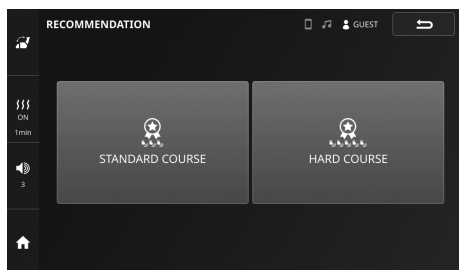 RECOMMENDATION
GUEST
ON
1min
3
STANDARD COURSE
HARD COURSE